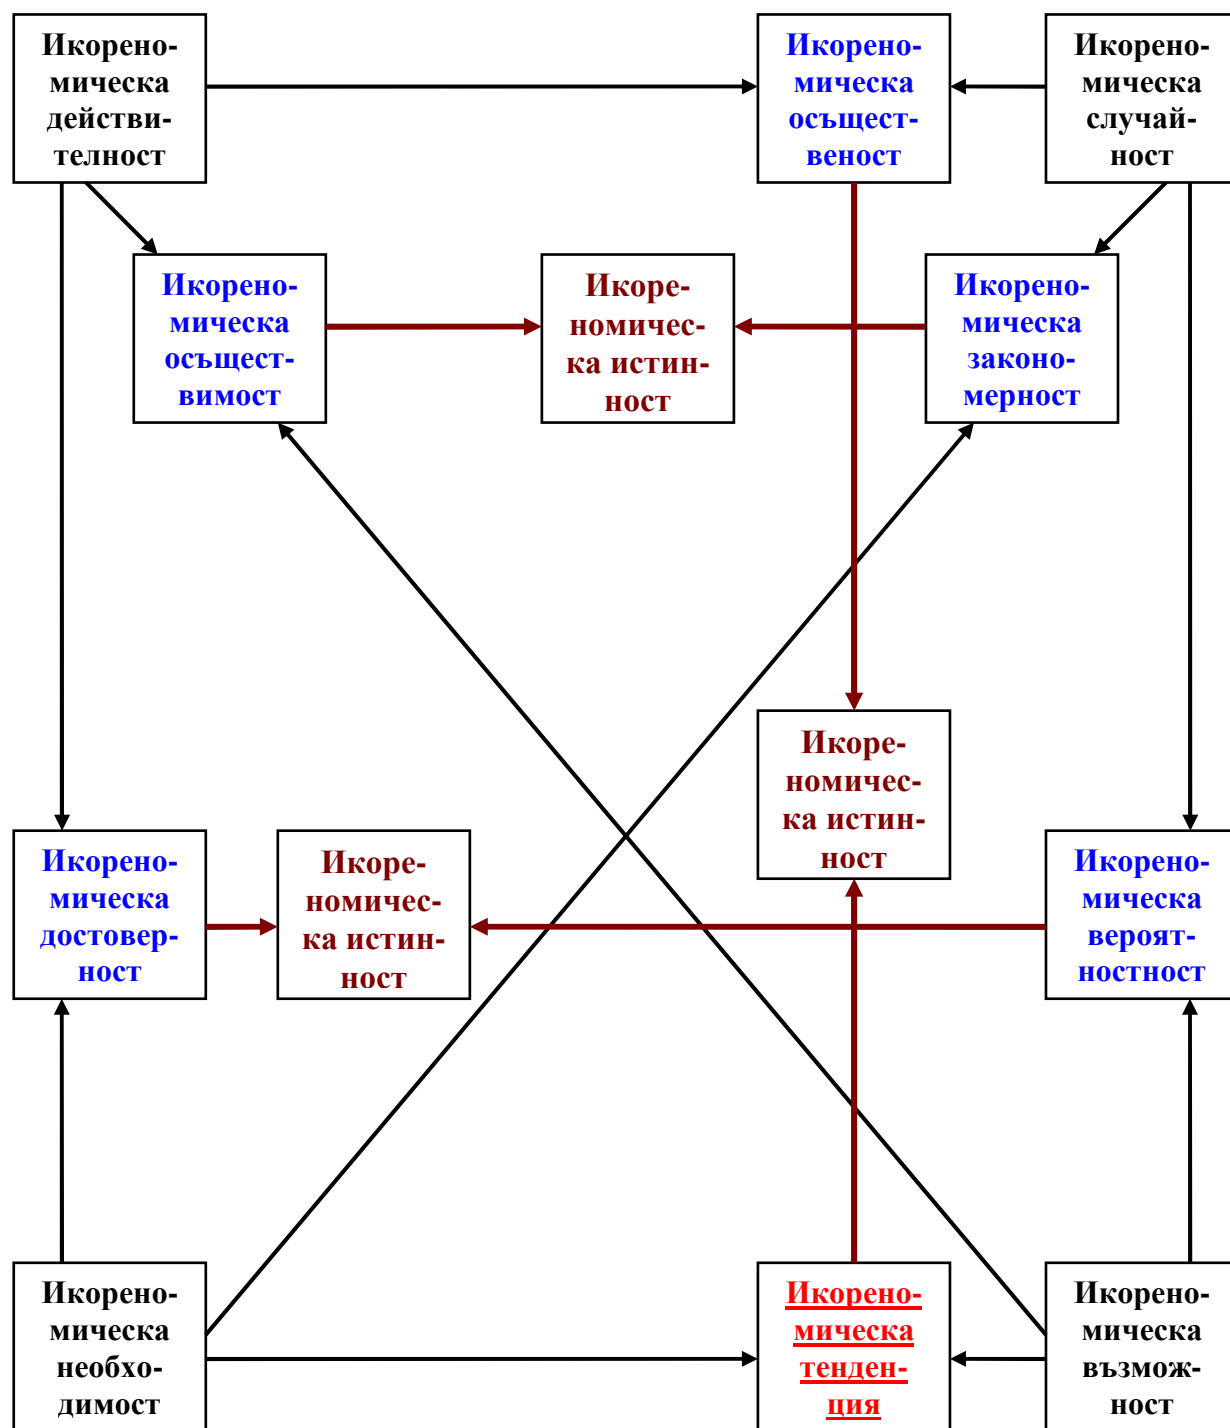 Икорено-
мическа
действи-
телност
Икорено-
мическа
осъщест-
веност
Икорено-
мическа
случай-
ност
Икорено-
мическа
осъщест-
вимост
Икоре-
номичес-
ка истин-
ност
Икорено-
мическа
законо-
мерност
Икоре-
номичес-
ка истин-
ност
Икорено-
мическа
достовер-
ност
Икоре-
номичес-
ка истин-
ност
Икорено-
мическа
вероят-
ностност
Икорено-
мическа
необхо-
димост
Икорено-
мическа
тенден-
ция
Икорено-
мическа
възмож-
ност